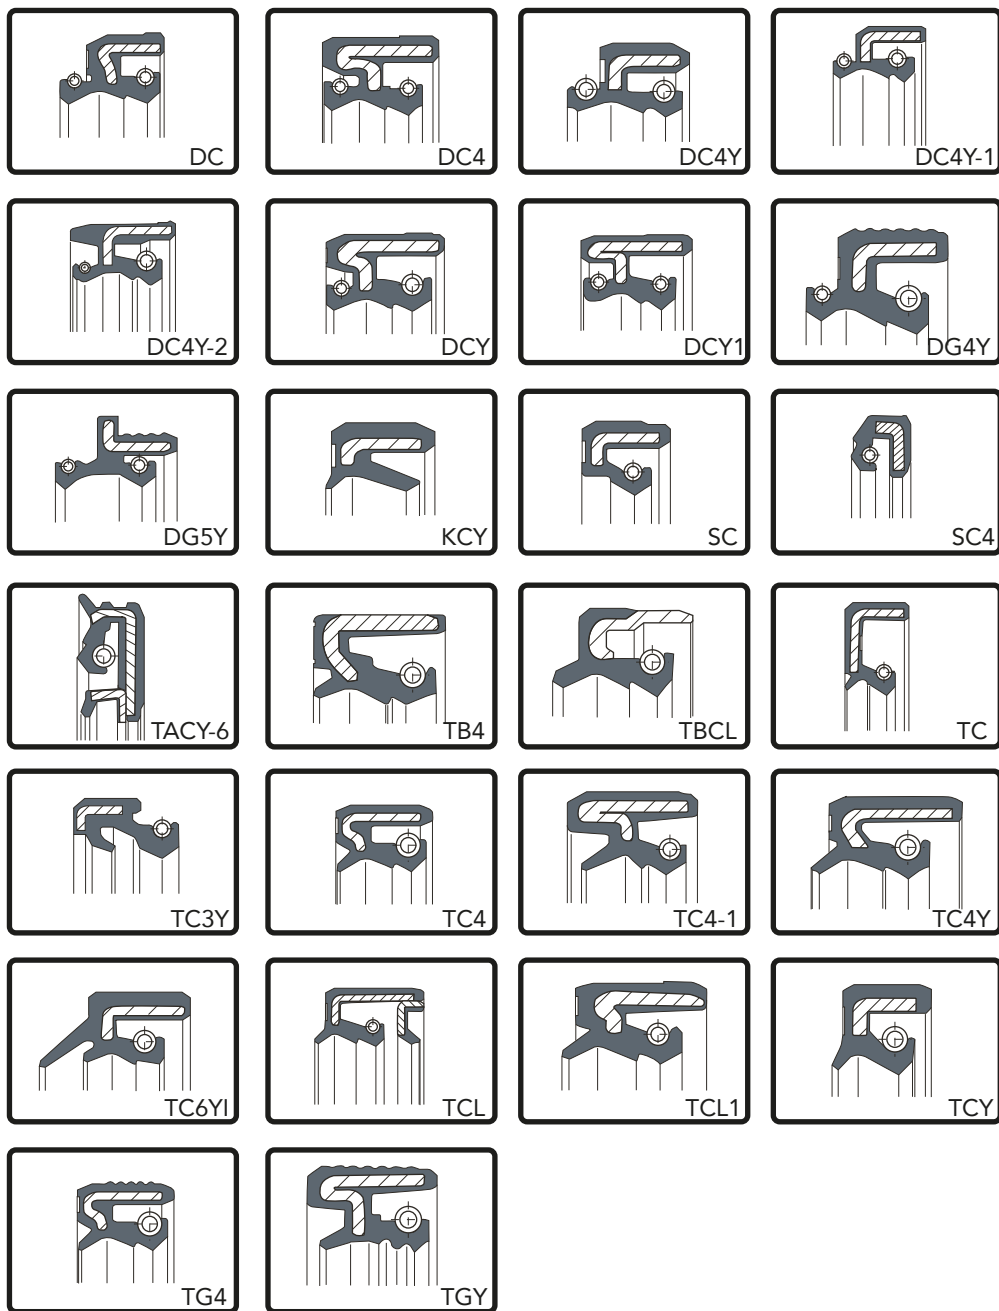 DC
DC4
DC4Y
DC4Y-1
DC4Y-2
DCY
DCY1
DG4Y
DG5Y
KCY
SC
SC4
TACY-6
TB4
TBCL
TC
TC3Y
TC4
TC4-1
TC4Y
TC6YI
TCL
TCL1
TCY
TG4
TGY